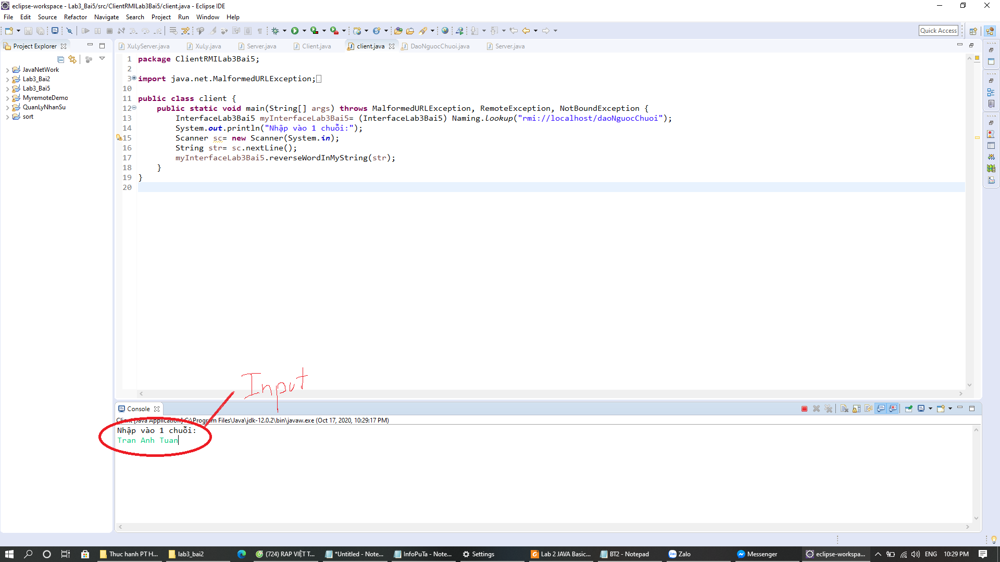 eclipse-workspace - Lab3_Bai5/src/ClientRMILab3Bai5/client.java - Eclipse IDE
File Edit Source Refactor Navigate Search Project Run Window Help
Quick Access
Project Explorer
JavaNetWork
Lab3_Bai2
Lab3_Bai5
MyremoteDemo
QuanLyNhanSu
sort
XuLyServer.java XuLy.java Server.java Client.java client.java DaoNguocChuoi.java Server.java
1 package ClientRMILab3Bai5;
2
3 import java.net.MalformedURLException;
10
11 public class client {
12 public static void main(String[] args) throws MalformedURLException, RemoteException, NotBoundException {
13 InterfaceLab3Bai5 myInterfaceLab3Bai5= (InterfaceLab3Bai5) Naming.lookup("rmi://localhost/daoNguocChuoi");
14 System.out.println("Nhập vào 1 chuỗi:");
15 Scanner sc= new Scanner(System.in);
16 String str= sc.nextLine();
17 myInterfaceLab3Bai5.reverseWordInMyString(str);
18 }
19 }
20
Input
Console
Client [Java Application] C:\Program Files\Java\jdk-12.0.2\bin\javaw.exe (Oct 17, 2020, 10:29:17 PM)
Nhập vào 1 chuỗi:
Tran Anh Tuan
Thuc hanh PT H... lab3_bai2 (724) RAP VIỆT T... *Untitled - Note... InfoPuTa - Note... Settings Lab 2 JAVA Basic... BT2 - Notepad Zalo Messenger eclipse-workspa... ENG 10:29 PM